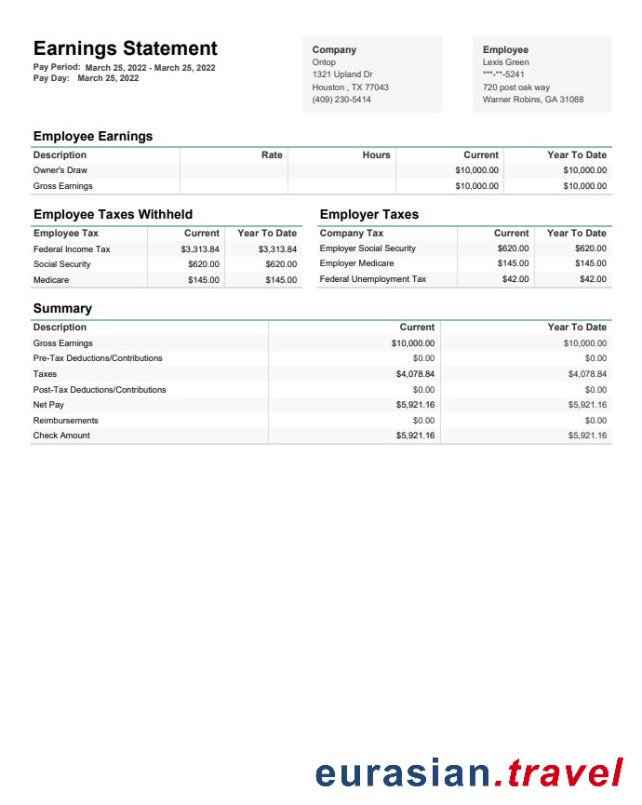 Earnings Statement
Pay Period: March 25, 2022 - March 25, 2022
Pay Day: March 25, 2022
Company
Ontop
1321 Upland Dr
Houston , TX 77043
(409) 230-5414
Employee
Lexis Green
***-**-5241
720 post oak way
Warner Robins, GA 31088
Employee Earnings
Description Rate Hours Current Year To Date
Owner's Draw $10,000.00 $10,000.00
Gross Earnings $10,000.00 $10,000.00
Employee Taxes Withheld
Employee Tax Current Year To Date
Federal Income Tax $3,313.84 $3,313.84
Social Security $620.00 $620.00
Medicare $145.00 $145.00
Employer Taxes
Company Tax Current Year To Date
Employer Social Security $620.00 $620.00
Employer Medicare $145.00 $145.00
Federal Unemployment Tax $42.00 $42.00
Summary
Description Current Year To Date
Gross Earnings $10,000.00 $10,000.00
Pre-Tax Deductions/Contributions $0.00 $0.00
Taxes $4,078.84 $4,078.84
Post-Tax Deductions/Contributions $0.00 $0.00
Net Pay $5,921.16 $5,921.16
Reimbursements $0.00 $0.00
Check Amount $5,921.16 $5,921.16
eurasian.travel